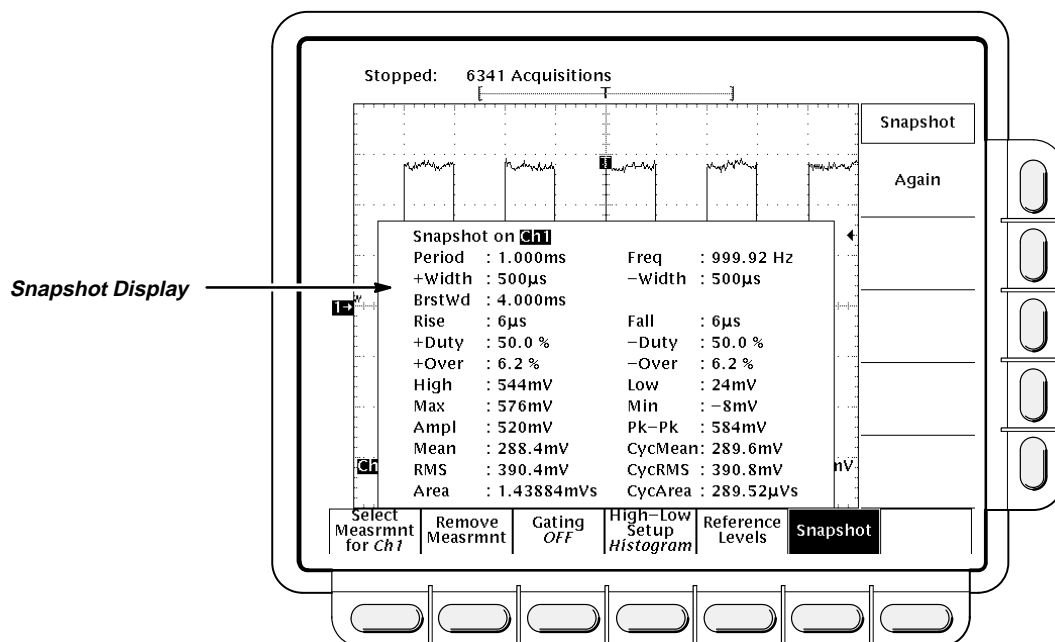 Stopped: 6341 Acquisitions
T
Snapshot
Again
T
Snapshot on Ch1
Period : 1.000ms Freq : 999.92 Hz
+Width : 500µs −Width : 500µs
BrstWd : 4.000ms
Rise : 6µs Fall : 6µs
+Duty : 50.0 % −Duty : 50.0 %
+Over : 6.2 % −Over : 6.2 %
High : 544mV Low : 24mV
Max : 576mV Min : −8mV
Ampl : 520mV Pk−Pk : 584mV
Mean : 288.4mV CycMean: 289.6mV
RMS : 390.4mV CycRMS : 390.8mV
Area : 1.43884mVs CycArea : 289.52µVs
Snapshot Display
1→
Ch
mV
Select Measrmnt for Ch1
Remove Measrmnt
Gating OFF
High−Low Setup Histogram
Reference Levels
Snapshot